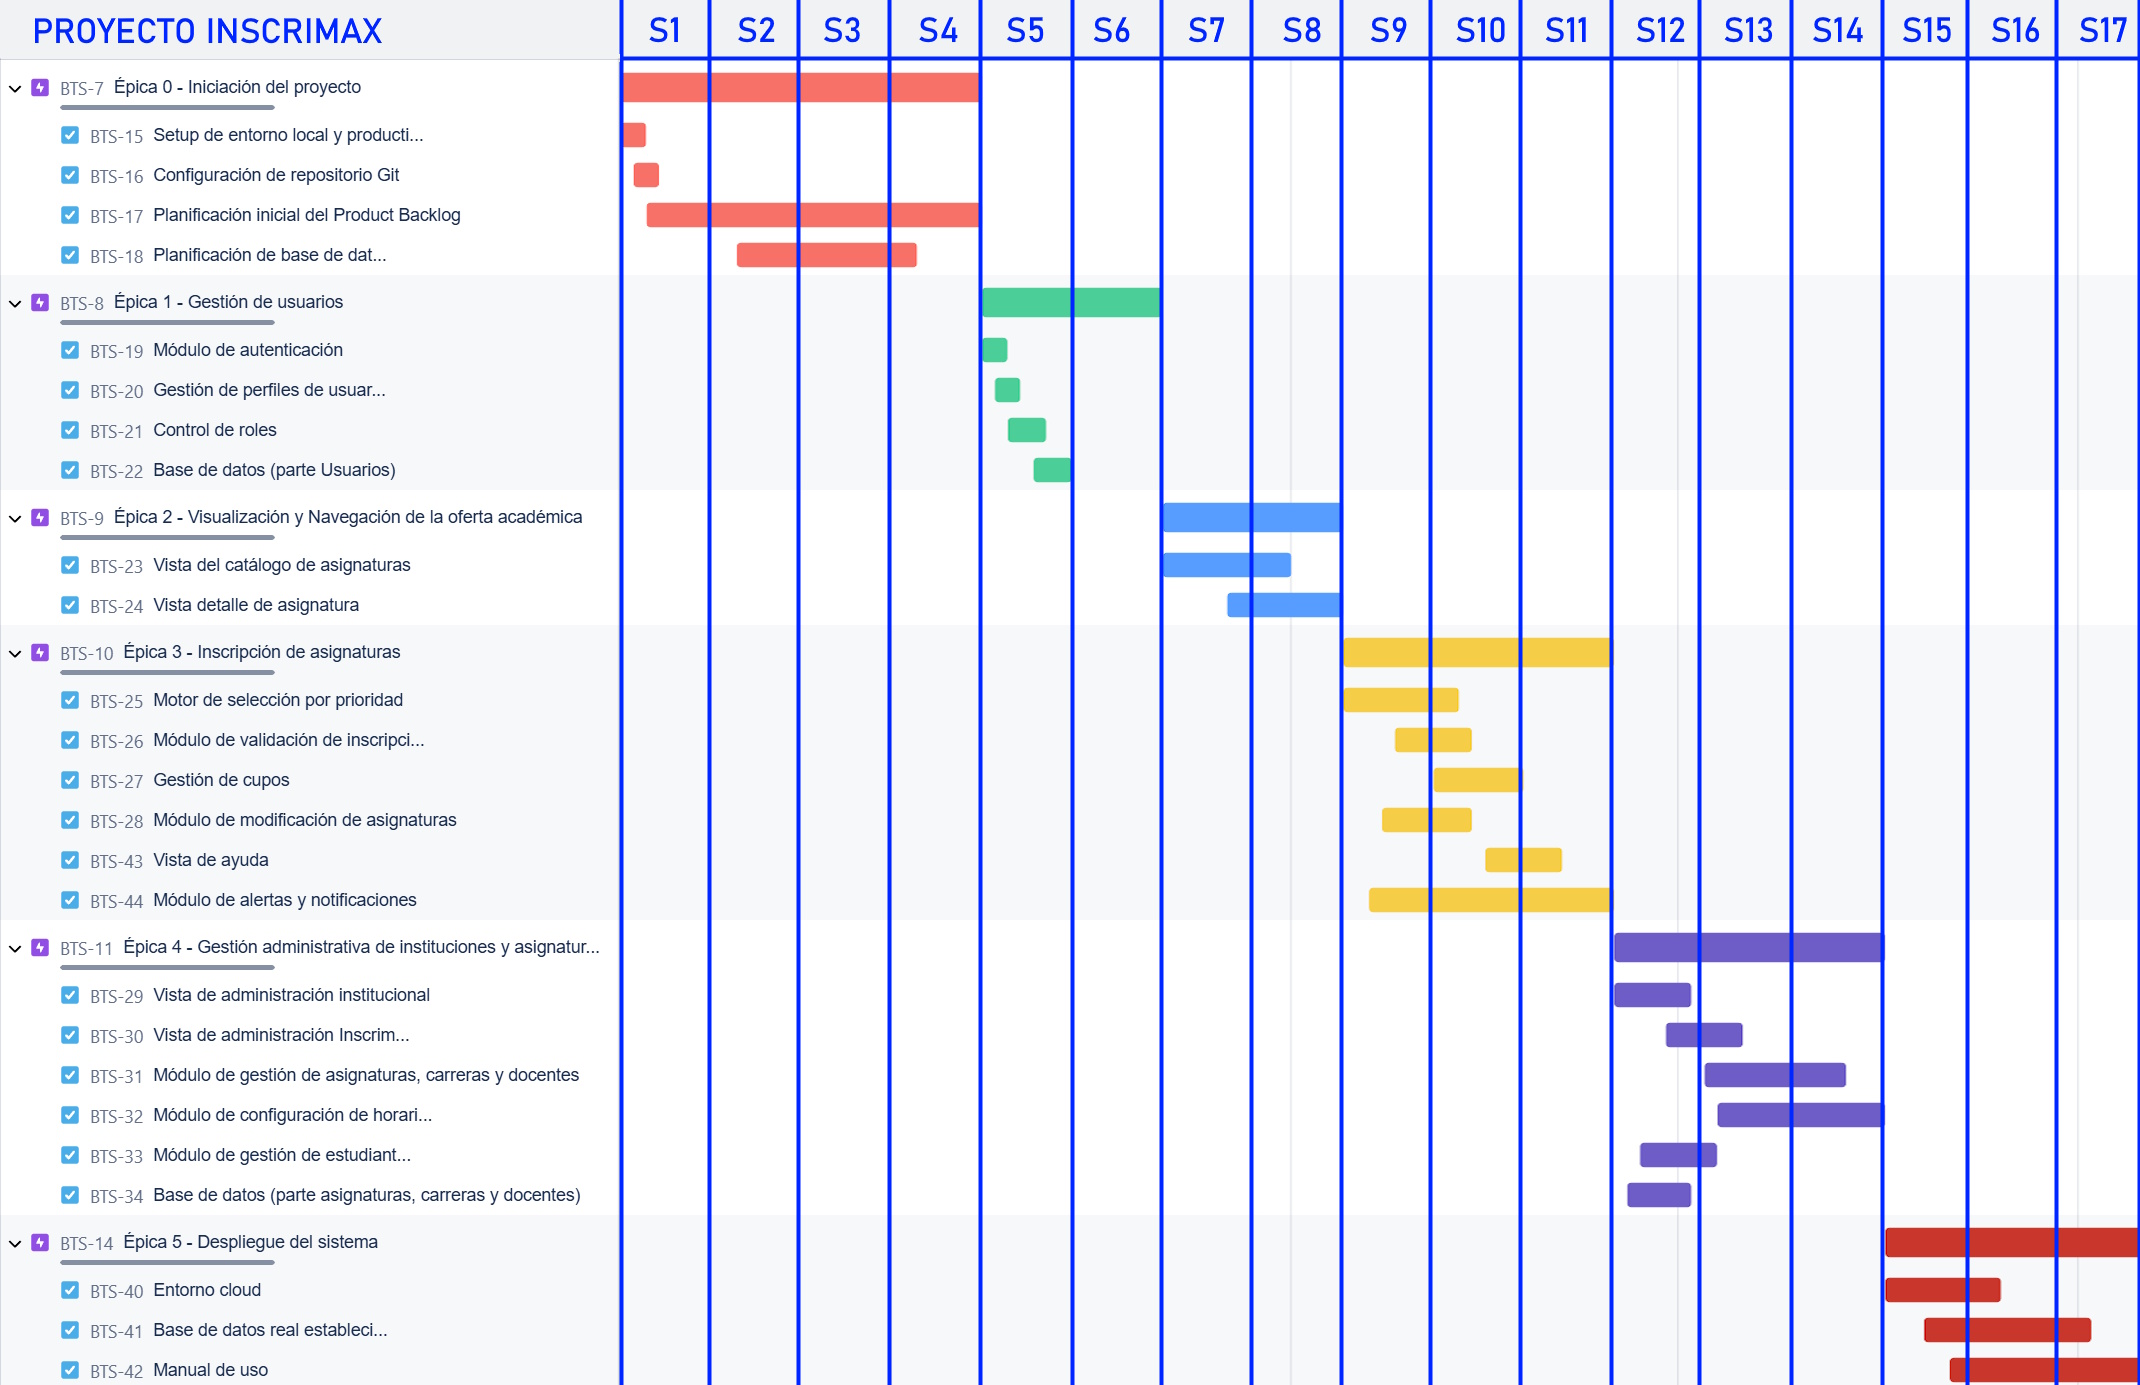 PROYECTO INSCRIMAX S1 S2 S3 S4 S5 S6 S7 S8 S9 S10 S11 S12 S13 S14 S15 S16 S17
BTS-7 Épica 0 - Iniciación del proyecto
BTS-15 Setup de entorno local y producti...
BTS-16 Configuración de repositorio Git
BTS-17 Planificación inicial del Product Backlog
BTS-18 Planificación de base de dat...
BTS-8 Épica 1 - Gestión de usuarios
BTS-19 Módulo de autenticación
BTS-20 Gestión de perfiles de usuar...
BTS-21 Control de roles
BTS-22 Base de datos (parte Usuarios)
BTS-9 Épica 2 - Visualización y Navegación de la oferta académica
BTS-23 Vista del catálogo de asignaturas
BTS-24 Vista detalle de asignatura
BTS-10 Épica 3 - Inscripción de asignaturas
BTS-25 Motor de selección por prioridad
BTS-26 Módulo de validación de inscripci...
BTS-27 Gestión de cupos
BTS-28 Módulo de modificación de asignaturas
BTS-43 Vista de ayuda
BTS-44 Módulo de alertas y notificaciones
BTS-11 Épica 4 - Gestión administrativa de instituciones y asignatur...
BTS-29 Vista de administración institucional
BTS-30 Vista de administración Inscrim...
BTS-31 Módulo de gestión de asignaturas, carreras y docentes
BTS-32 Módulo de configuración de horari...
BTS-33 Módulo de gestión de estudiant...
BTS-34 Base de datos (parte asignaturas, carreras y docentes)
BTS-14 Épica 5 - Despliegue del sistema
BTS-40 Entorno cloud
BTS-41 Base de datos real estableci...
BTS-42 Manual de uso